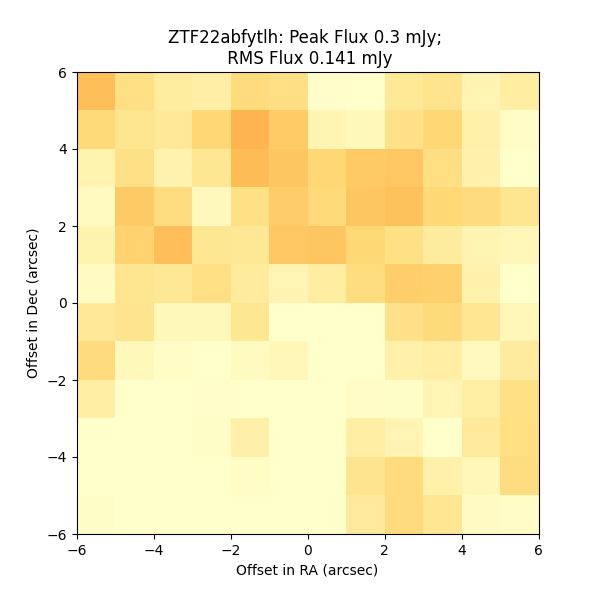 ZTF22abfytlh: Peak Flux 0.3 mJy;
RMS Flux 0.141 mJy
6
4
2
0
−2
−4
−6
Offset in Dec (arcsec)
−6 −4 −2 0 2 4 6
Offset in RA (arcsec)